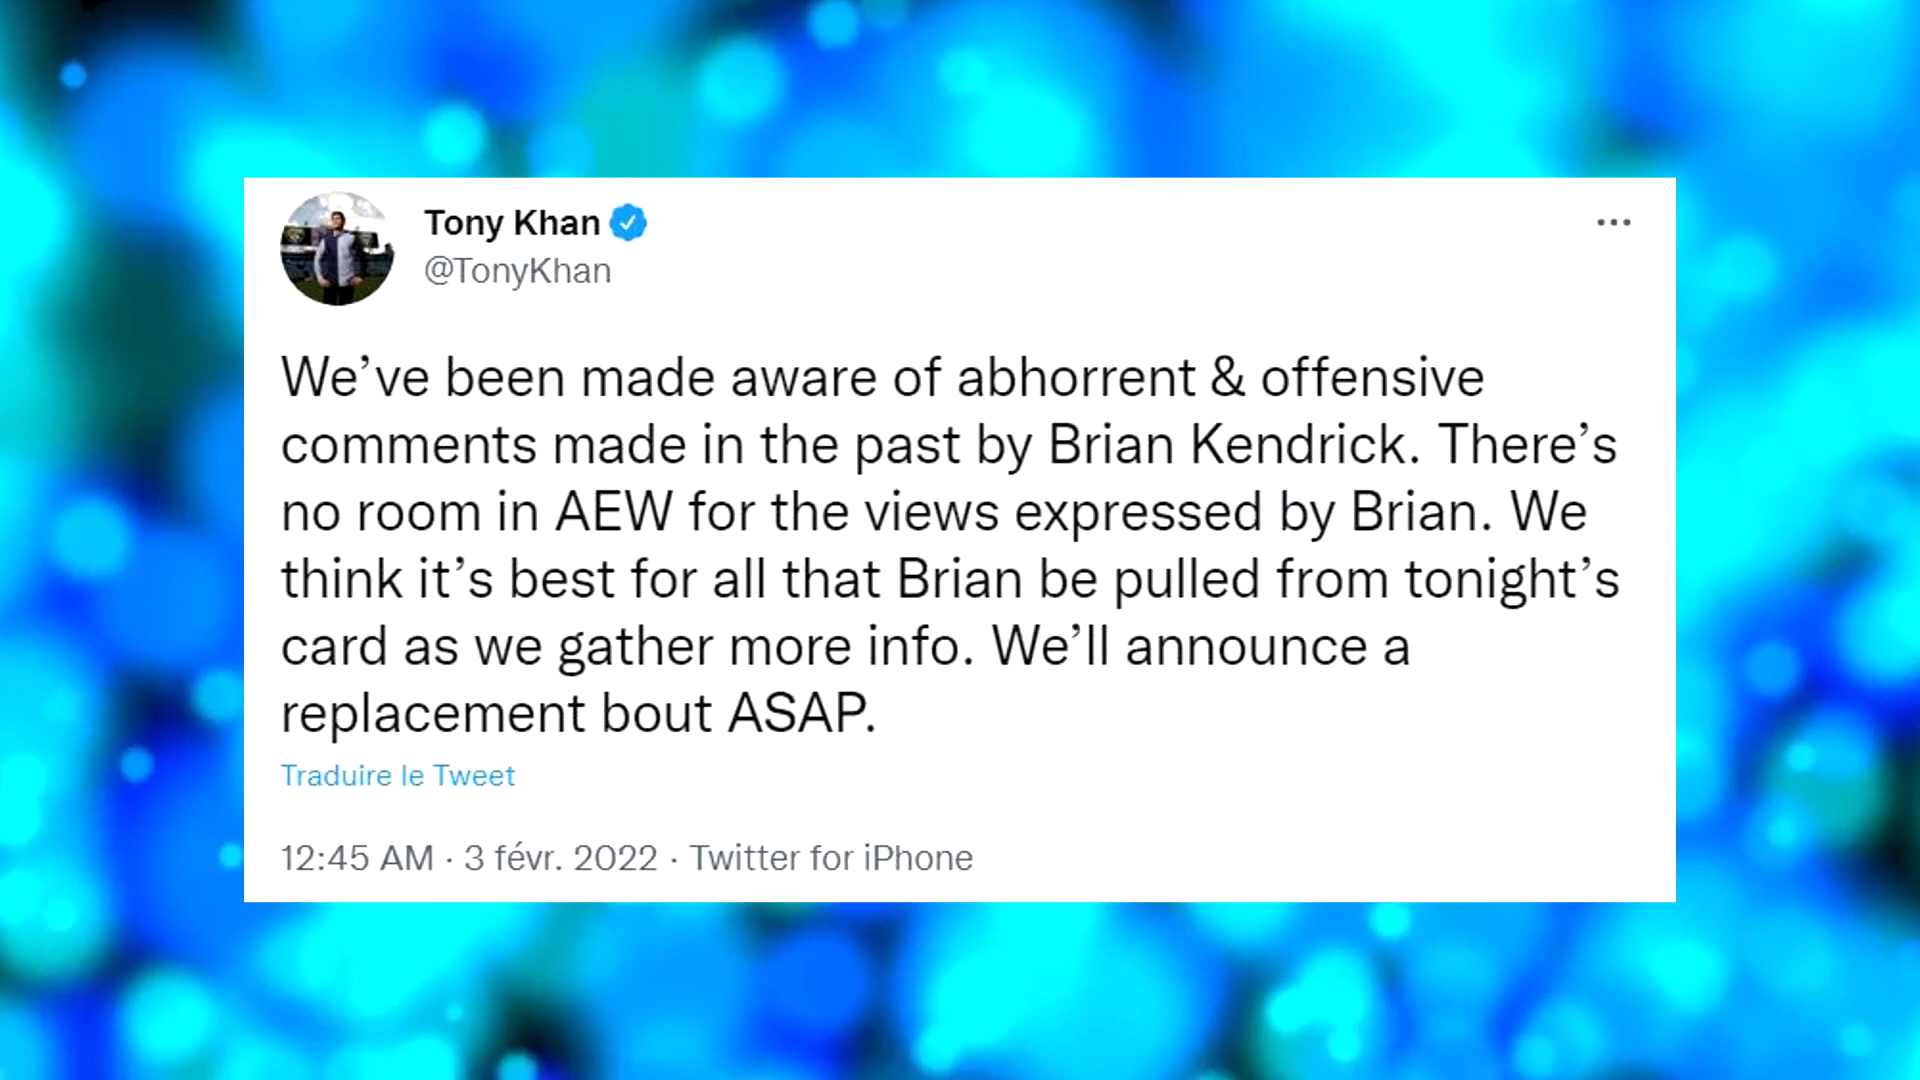 Tony Khan
@TonyKhan
We’ve been made aware of abhorrent & offensive
comments made in the past by Brian Kendrick. There’s
no room in AEW for the views expressed by Brian. We
think it’s best for all that Brian be pulled from tonight’s
card as we gather more info. We’ll announce a
replacement bout ASAP.
Traduire le Tweet
12:45 AM · 3 févr. 2022 · Twitter for iPhone